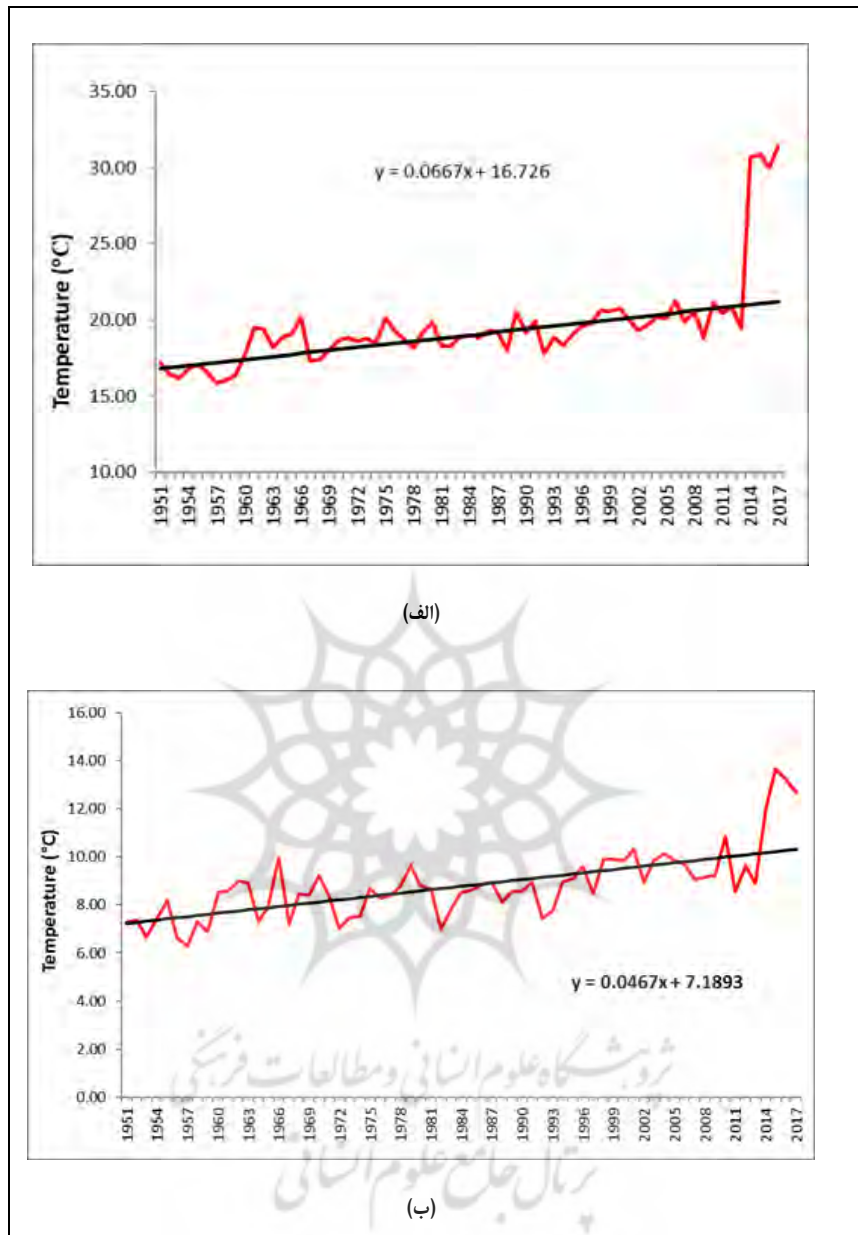 35.00
30.00
25.00
20.00
15.00
10.00
Temperature (°C)
y = 0.0667x + 16.726
1951 1954 1957 1960 1963 1966 1969 1972 1975 1978 1981 1984 1987 1990 1993 1996 1999 2002 2005 2008 2011 2014 2017
(الف)
16.00
14.00
12.00
10.00
8.00
6.00
4.00
2.00
0.00
Temperature (°C)
y = 0.0467x + 7.1893
1951 1954 1957 1960 1963 1966 1969 1972 1975 1978 1981 1984 1987 1990 1993 1996 1999 2002 2005 2008 2011 2014 2017
پژوهشگاه علوم انسانی و مطالعات فرهنگی
پرتال جامع علوم انسانی
(ب)